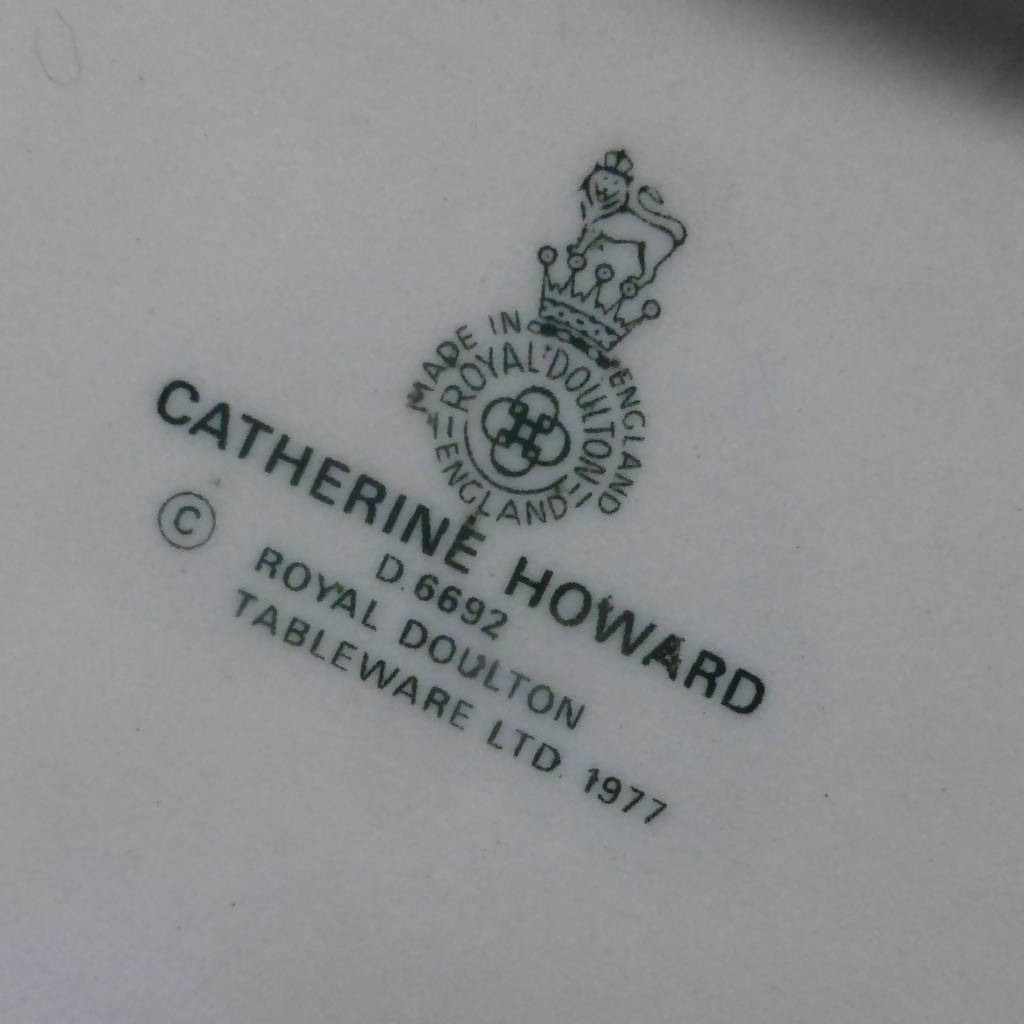 MADE IN ENGLAND
ROYAL DOULTON
ENGLAND
CATHERINE HOWARD
D.6692
© ROYAL DOULTON
TABLEWARE LTD. 1977